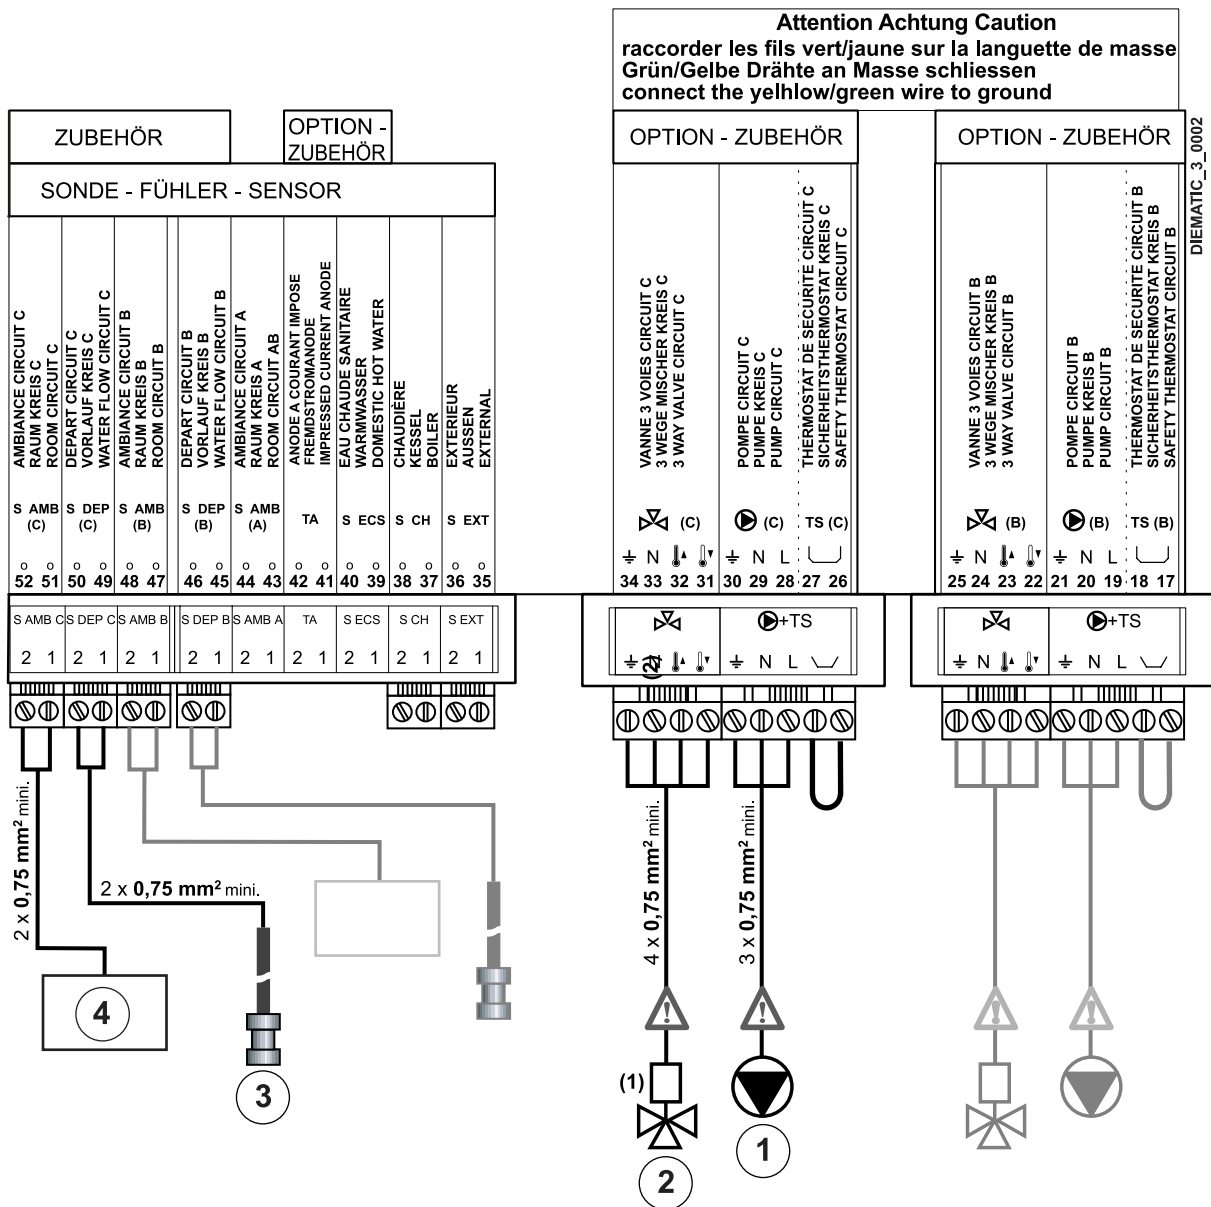 Attention Achtung Caution
raccorder les fils vert/jaune sur la languette de masse
Grün/Gelbe Drähte an Masse schliessen
connect the yelhlow/green wire to ground
ZUBEHÖR
OPTION -
ZUBEHÖR
SONDE - FÜHLER - SENSOR
AMBIANCE CIRCUIT C
RAUM KREIS C
ROOM CIRCUIT C
DEPART CIRCUIT C
VORLAUF KREIS C
WATER FLOW CIRCUIT C
AMBIANCE CIRCUIT B
RAUM KREIS B
ROOM CIRCUIT B
DEPART CIRCUIT B
VORLAUF KREIS B
WATER FLOW CIRCUIT B
AMBIANCE CIRCUIT A
RAUM KREIS A
ROOM CIRCUIT AB
ANODE A COURANT IMPOSE
FREMDSTROMANODE
IMPRESSED CURRENT ANODE
EAU CHAUDE SANITAIRE
WARMWASSER
DOMESTIC HOT WATER
CHAUDIÈRE
KESSEL
BOILER
EXTERIEUR
AUSSEN
EXTERNAL
S AMB (C)
S DEP (C)
S AMB (B)
S DEP (B)
S AMB (A)
TA
S ECS
S CH
S EXT
52 51 50 49 48 47 46 45 44 43 42 41 40 39 38 37 36 35
S AMB C S DEP C S AMB B S DEP B S AMB A TA S ECS S CH S EXT
2 1 2 1 2 1 2 1 2 1 2 1 2 1 2 1 2 1
2 x 0,75 mm² mini.
2 x 0,75 mm² mini.
4
3
OPTION - ZUBEHÖR
VANNE 3 VOIES CIRCUIT C
3 WEGE MISCHER KREIS C
3 WAY VALVE CIRCUIT C
POMPE CIRCUIT C
PUMPE KREIS C
PUMP CIRCUIT C
THERMOSTAT DE SECURITE CIRCUIT C
SICHERHEITSTHERMOSTAT KREIS C
SAFETY THERMOSTAT CIRCUIT C
(C) (C) TS (C)
N N L
34 33 32 31 30 29 28 27 26
+TS
(2) N L
4 x 0,75 mm² mini.
3 x 0,75 mm² mini.
!
!
(1)
2
1
OPTION - ZUBEHÖR
VANNE 3 VOIES CIRCUIT B
3 WEGE MISCHER KREIS B
3 WAY VALVE CIRCUIT B
POMPE CIRCUIT B
PUMPE KREIS B
PUMP CIRCUIT B
THERMOSTAT DE SECURITE CIRCUIT B
SICHERHEITSTHERMOSTAT KREIS B
SAFETY THERMOSTAT CIRCUIT B
(B) (B) TS (B)
N N L
25 24 23 22 21 20 19 18 17
+TS
N N L
!
!
DIEMATIC_3_0002